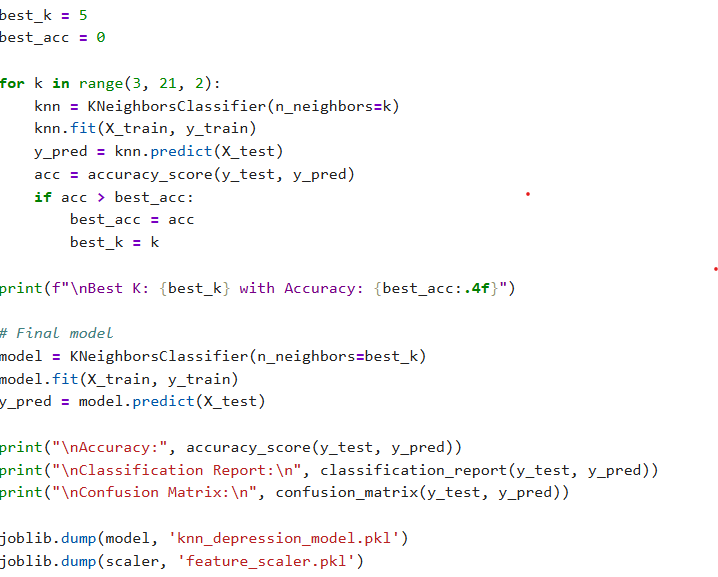 best_k = 5
best_acc = 0
for k in range(3, 21, 2):
    knn = KNeighborsClassifier(n_neighbors=k)
    knn.fit(X_train, y_train)
    y_pred = knn.predict(X_test)
    acc = accuracy_score(y_test, y_pred)
    if acc > best_acc:
        best_acc = acc
        best_k = k
print(f"\nBest K: {best_k} with Accuracy: {best_acc:.4f}")
# Final model
model = KNeighborsClassifier(n_neighbors=best_k)
model.fit(X_train, y_train)
y_pred = model.predict(X_test)
print("\nAccuracy:", accuracy_score(y_test, y_pred))
print("\nClassification Report:\n", classification_report(y_test, y_pred))
print("\nConfusion Matrix:\n", confusion_matrix(y_test, y_pred))
joblib.dump(model, 'knn_depression_model.pkl')
joblib.dump(scaler, 'feature_scaler.pkl')